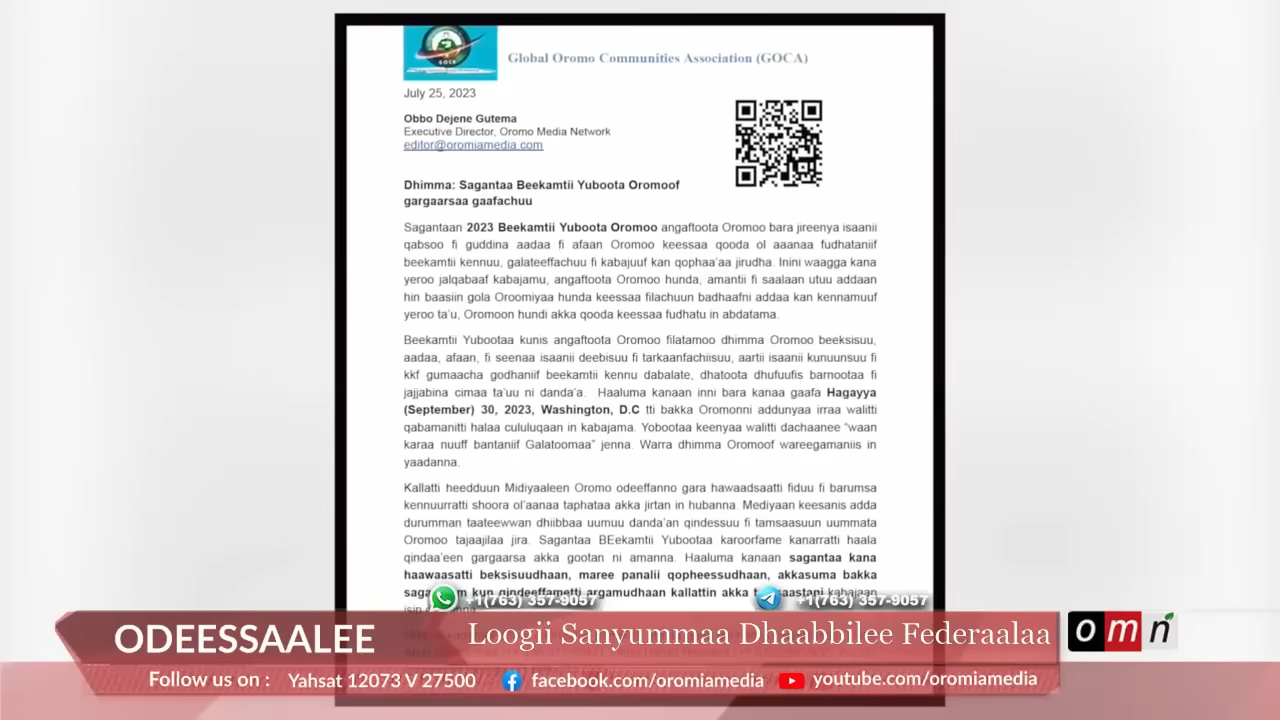 GOCA
Global Oromo Communities Association (GOCA)
July 25, 2023
Obbo Dejene Gutema
Executive Director, Oromo Media Network
editor@oromiamedia.com
Dhimma: Sagantaa Beekamtii Yuboota Oromoof
gargaarsaa gaafachuu
Sagantaan 2023 Beekamtii Yuboota Oromoo angaftoota Oromoo bara jireenya isaanii
qabsoo fi guddina aadaa fi afaan Oromoo keessaa qooda ol aaanaa fudhataniif
beekamtii kennuu, galateeffachuu fi kabajuuf kan qophaa'aa jirudha. Inini waagga kana
yeroo jalqabaaf kabajamu, angaftoota Oromoo hunda, amantii fi saalaan utuu addaan
hin baasiin gola Oroomiyaa hunda keessaa filachuun badhaafni addaa kan kennamuuf
yeroo ta'u, Oromoon hundi akka qooda keessaa fudhatu in abdatama.
Beekamtii Yubootaa kunis angaftoota Oromoo filatamoo dhimma Oromoo beeksisuu,
aadaa, afaan, fi seenaa isaanii deebisuu fi tarkaanfachiisuu, aartii isaanii kunuunsuu fi
kkf gumaacha godhaniif beekamtii kennu dabalate, dhatoota dhufuufis barnootaa fi
jajjabina cimaa ta'uu ni danda'a. Haaluma kanaan inni bara kanaa gaafa Hagayya
(September) 30, 2023, Washington, D.C tti bakka Oromonni addunyaa irraa walitti
qabamanitti halaa cululuqaan in kabajama. Yobootaa keenyaa walitti dachaanee “waan
karaa nuuff bantaniif Galatoomaa” jenna. Warra dhimma Oromoof wareegamaniis in
yaadanna.
Kallatti heedduun Midiyaaleen Oromo odeeffanno gara hawaadsaatti fiduu fi barumsa
kennuurratti shoora ol'aanaa taphataa akka jirtan in hubanna. Mediyaan keesanis adda
durumman taateewwan dhiibbaa uumuu danda'an qindessuu fi tamsaasuun uummata
Oromoo tajaajilaa jira. Sagantaa BEekamtii Yubootaa karoorfame kanarratti haala
qindaa'een gargaarsa akka gootan ni amanna. Haaluma kanaan sagantaa kana
haawaasatti beksisuudhaan, maree panalii qopheessudhaan, akkasuma bakka
kun qindeeffametti argamudhaan kallattin akka kabajaan
isin
+1(763) 357-9057
+1(763) 357-9057
ODEESSAALEE
Loogii Sanyummaa Dhaabbilee Federaalaa
omn
Follow us on : Yahsat 12073 V 27500 facebook.com/oromiamedia youtube.com/oromiamedia